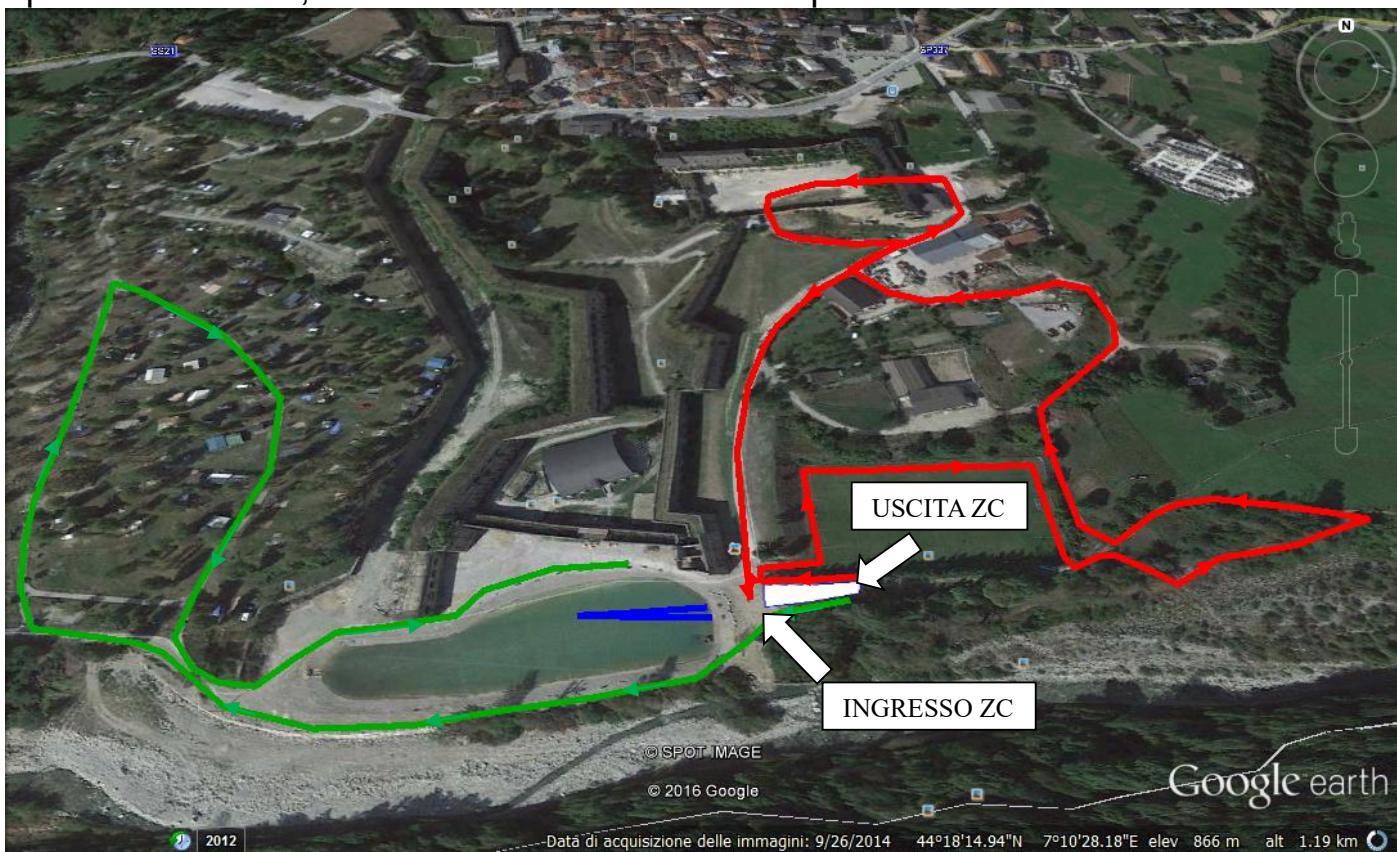 SS21
SP337
N
USCITA ZC
INGRESSO ZC
© SPOT IMAGE
© 2016 Google
Google earth
2012
Data di acquisizione delle immagini: 9/26/2014 44°18'14.94"N 7°10'28.18"E elev 866 m alt 1.19 km